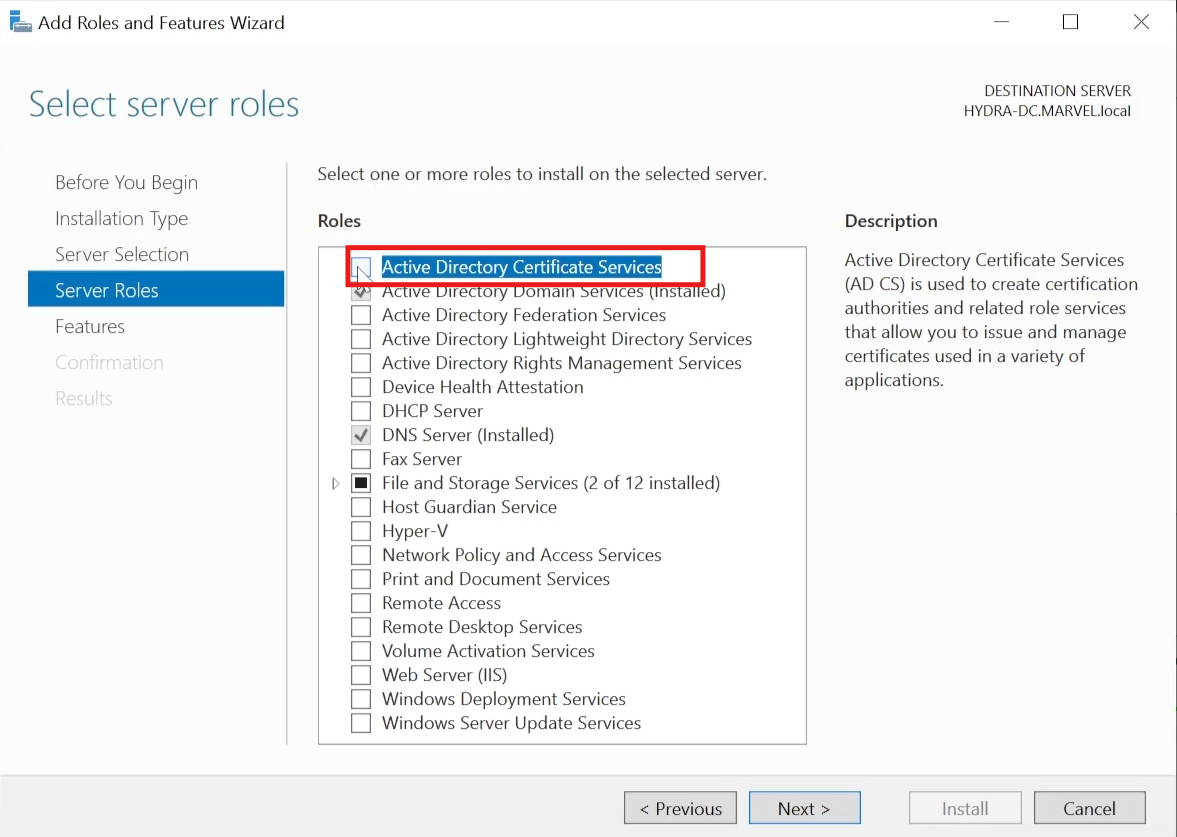 Add Roles and Features Wizard
Select server roles
DESTINATION SERVER
HYDRA-DC.MARVEL.local
Before You Begin
Installation Type
Server Selection
Server Roles
Features
Confirmation
Results
Select one or more roles to install on the selected server.
Roles
Active Directory Certificate Services
Active Directory Domain Services (Installed)
Active Directory Federation Services
Active Directory Lightweight Directory Services
Active Directory Rights Management Services
Device Health Attestation
DHCP Server
DNS Server (Installed)
Fax Server
File and Storage Services (2 of 12 installed)
Host Guardian Service
Hyper-V
Network Policy and Access Services
Print and Document Services
Remote Access
Remote Desktop Services
Volume Activation Services
Web Server (IIS)
Windows Deployment Services
Windows Server Update Services
Description
Active Directory Certificate Services
(AD CS) is used to create certification
authorities and related role services
that allow you to issue and manage
certificates used in a variety of
applications.
< Previous
Next >
Install
Cancel